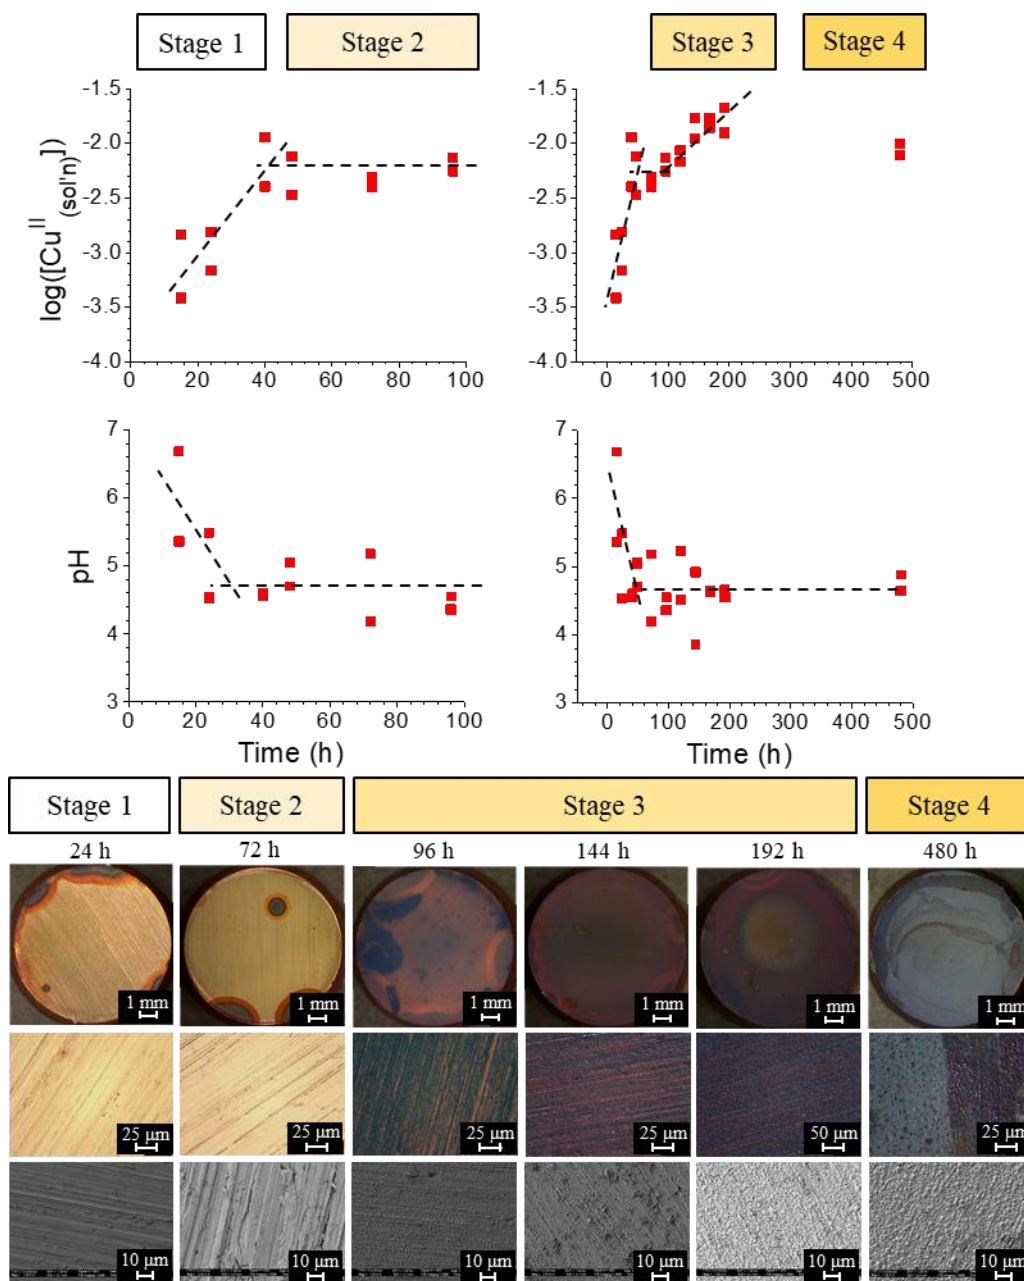 Stage 1
Stage 2
Stage 3
Stage 4
log([Cu^II (sol'n)])
-1.5
-2.0
-2.5
-3.0
-3.5
-4.0
0 20 40 60 80 100
-1.5
-2.0
-2.5
-3.0
-3.5
-4.0
0 100 200 300 400 500
pH
7
6
5
4
3
0 20 40 60 80 100
Time (h)
7
6
5
4
3
0 100 200 300 400 500
Time (h)
Stage 1
Stage 2
Stage 3
Stage 4
24 h
72 h
96 h
144 h
192 h
480 h
1 mm
1 mm
1 mm
1 mm
1 mm
1 mm
25 µm
25 µm
25 µm
25 µm
50 µm
25 µm
10 µm
10 µm
10 µm
10 µm
10 µm
10 µm